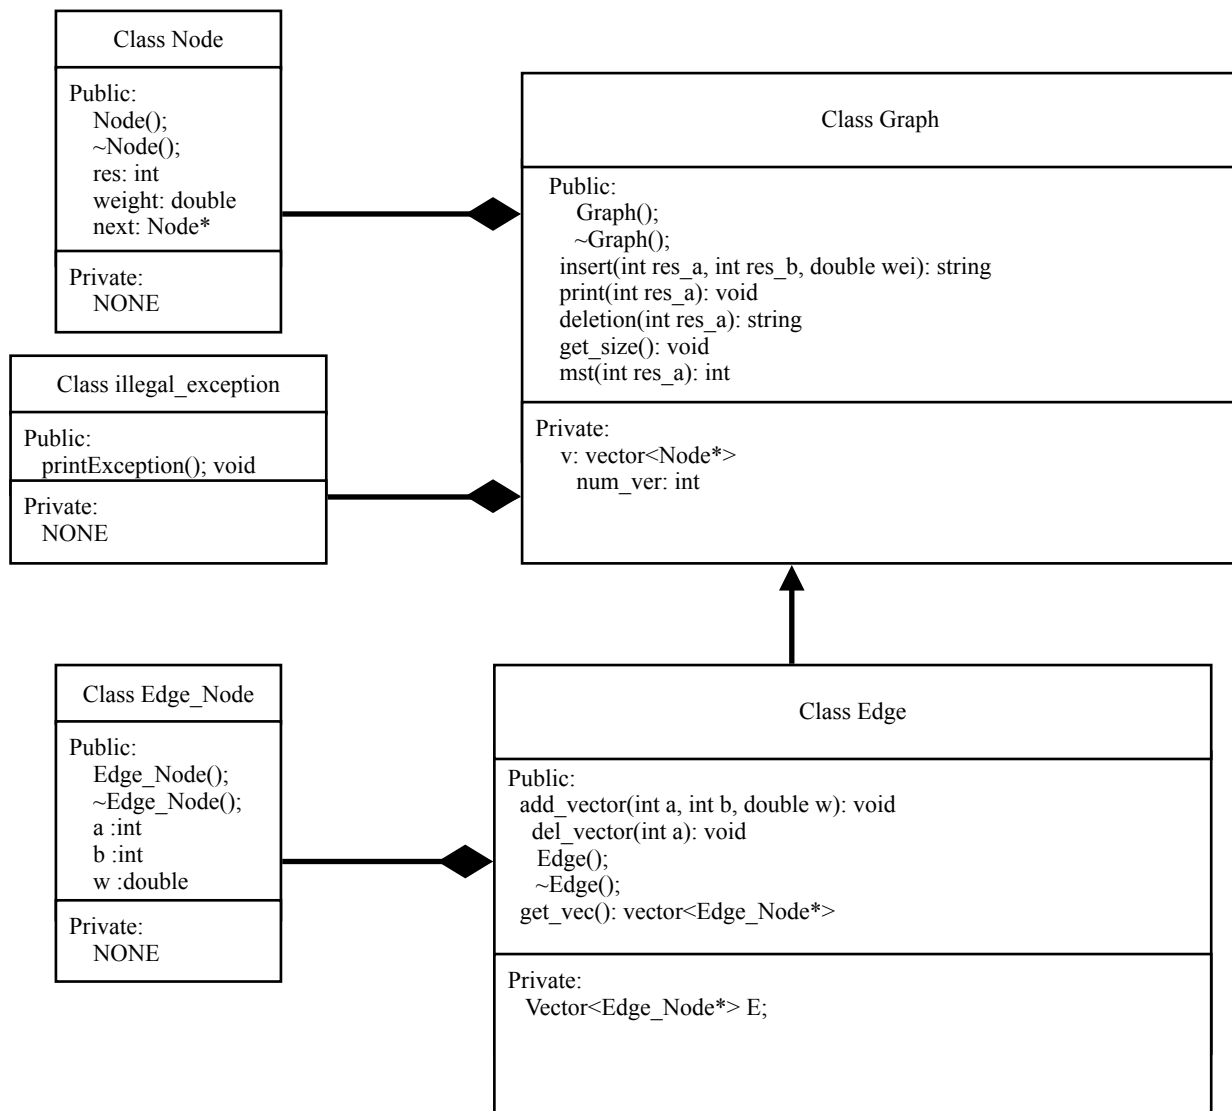 Class Node
Public:
Node();
~Node();
res: int
weight: double
next: Node*
Private:
NONE
Class Graph
Public:
Graph();
~Graph();
insert(int res_a, int res_b, double wei): string
print(int res_a): void
deletion(int res_a): string
get_size(): void
mst(int res_a): int
Private:
v: vector<Node*>
num_ver: int
Class illegal_exception
Public:
printException(); void
Private:
NONE
Class Edge_Node
Public:
Edge_Node();
~Edge_Node();
a :int
b :int
w :double
Private:
NONE
Class Edge
Public:
add_vector(int a, int b, double w): void
del_vector(int a): void
Edge();
~Edge();
get_vec(): vector<Edge_Node*>
Private:
Vector<Edge_Node*> E;